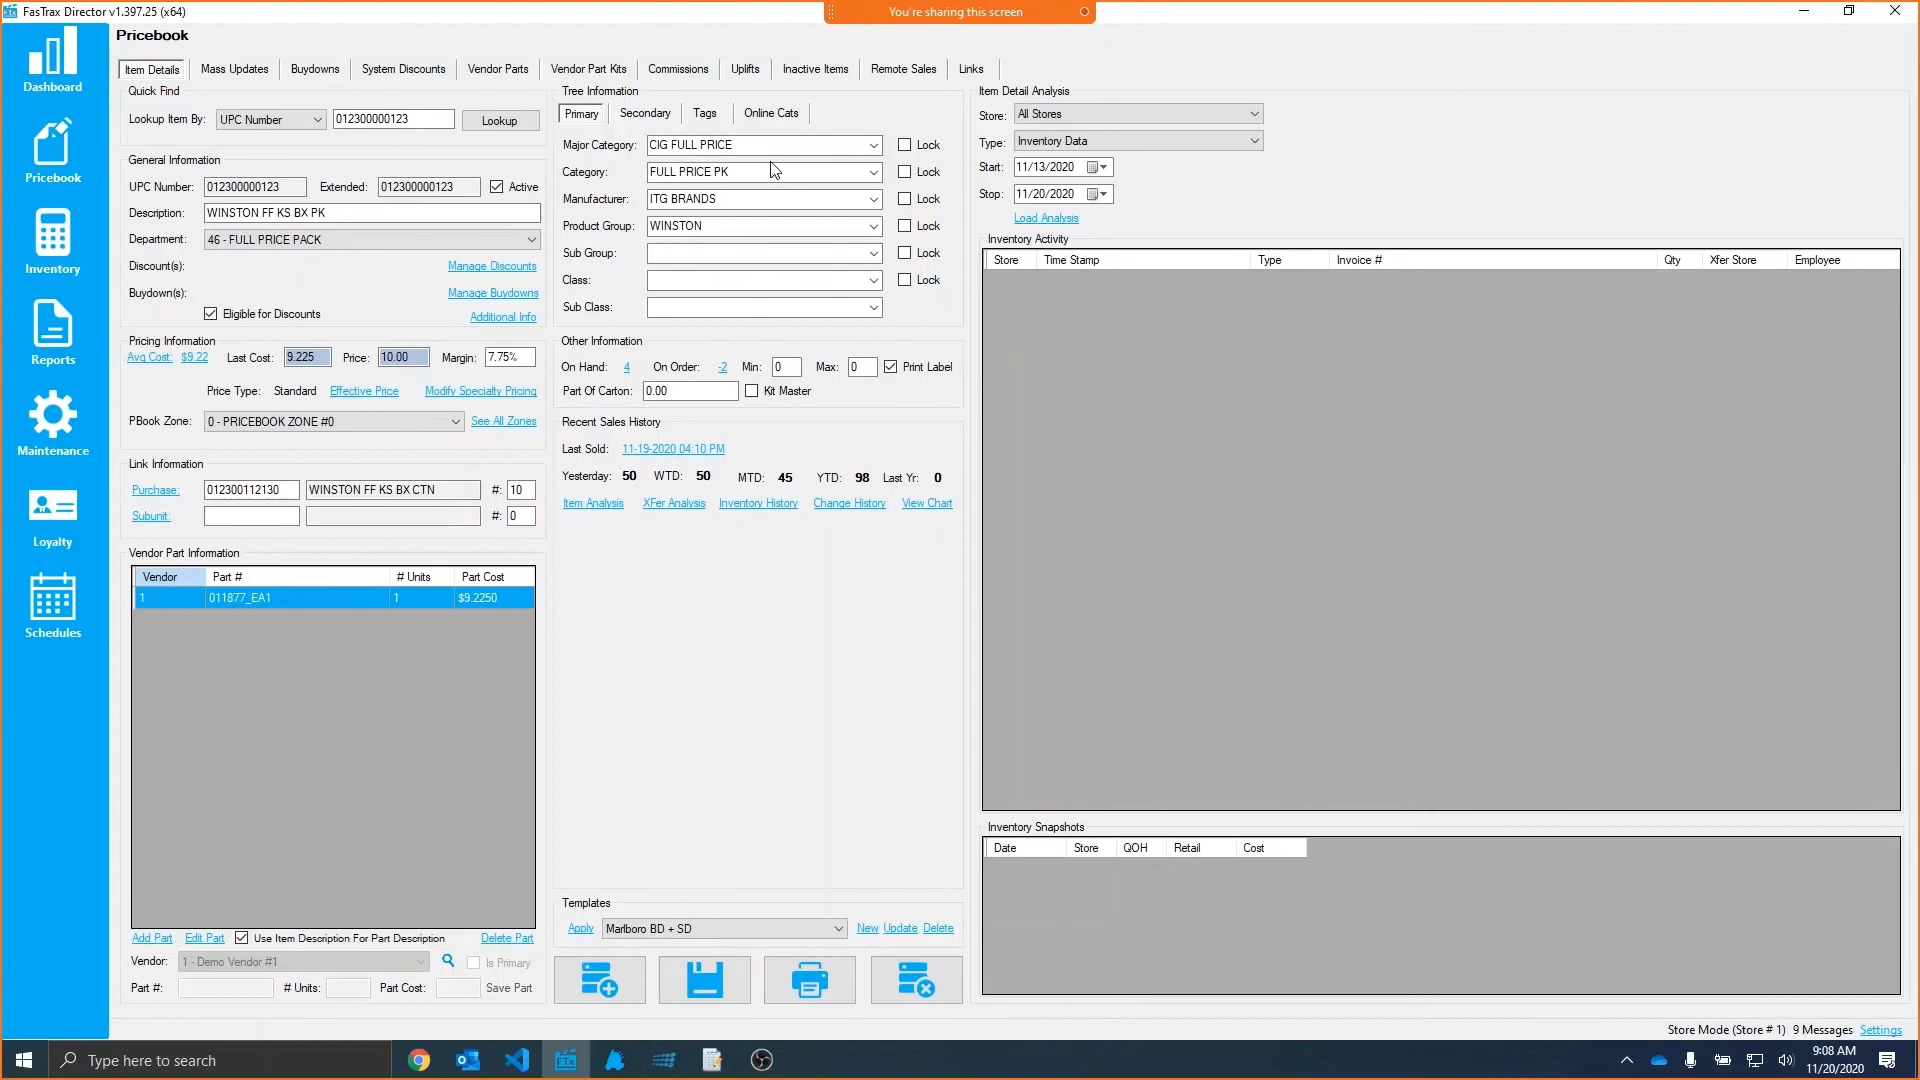 FasTrax Director v1.397.25 (x64)
You're sharing this screen
Pricebook
Dashboard
Pricebook
Inventory
Reports
Maintenance
Loyalty
Schedules
Item Details Mass Updates Buydowns System Discounts Vendor Parts Vendor Part Kits Commissions Uplifts Inactive Items Remote Sales Links
Quick Find
Lookup Item By: UPC Number 012300000123 Lookup
General Information
UPC Number: 012300000123 Extended: 012300000123 Active
Description: WINSTON FF KS BX PK
Department: 46 - FULL PRICE PACK
Discount(s): Manage Discounts
Buydown(s): Manage Buydowns
Eligible for Discounts Additional Info
Pricing Information
Avg Cost: $9.22 Last Cost: 9.225 Price: 10.00 Margin: 7.75%
Price Type: Standard Effective Price Modify Specialty Pricing
PBook Zone: 0 - PRICEBOOK ZONE #0 See All Zones
Link Information
Purchase: 012300112130 WINSTON FF KS BX CTN #: 10
Subunit: #: 0
Vendor Part Information
Vendor Part # # Units Part Cost
1 011877_EA1 1 $9.2250
Add Part Edit Part Use Item Description For Part Description Delete Part
Vendor: 1 - Demo Vendor #1 Is Primary
Part #: # Units: Part Cost: Save Part
Tree Information
Primary Secondary Tags Online Cats
Major Category: CIG FULL PRICE Lock
Category: FULL PRICE PK Lock
Manufacturer: ITG BRANDS Lock
Product Group: WINSTON Lock
Sub Group: Lock
Class: Lock
Sub Class:
Other Information
On Hand: 4 On Order: -2 Min: 0 Max: 0 Print Label
Part Of Carton: 0.00 Kit Master
Recent Sales History
Last Sold: 11-19-2020 04:10 PM
Yesterday: 50 WTD: 50 MTD: 45 YTD: 98 Last Yr: 0
Item Analysis XFer Analysis Inventory History Change History View Chart
Templates
Apply Marlboro BD + SD New Update Delete
Item Detail Analysis
Store: All Stores
Type: Inventory Data
Start: 11/13/2020
Stop: 11/20/2020
Load Analysis
Inventory Activity
Store Time Stamp Type Invoice # Qty Xfer Store Employee
Inventory Snapshots
Date Store QOH Retail Cost
Store Mode (Store # 1) 9 Messages Settings
Type here to search
FTx
9:08 AM
11/20/2020